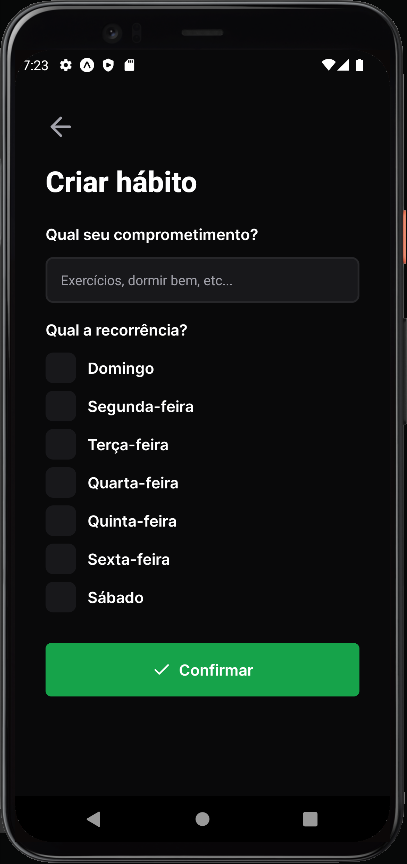 7:23
Criar hábito
Qual seu comprometimento?
Exercícios, dormir bem, etc...
Qual a recorrência?
Domingo
Segunda-feira
Terça-feira
Quarta-feira
Quinta-feira
Sexta-feira
Sábado
Confirmar